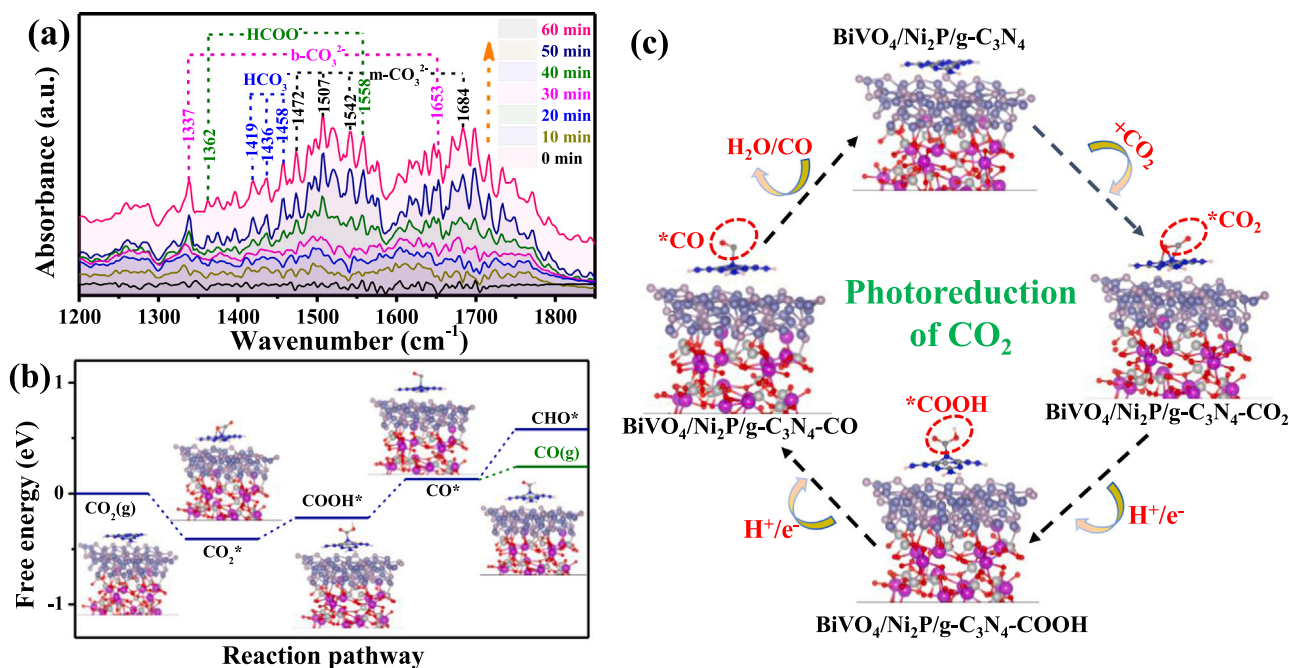 (a)
HCOO⁻
b-CO₃²⁻
HCO₃⁻
m-CO₃²⁻
1337
1362
1419
1436
1458
1472
1507
1542
1558
1653
1684
60 min
50 min
40 min
30 min
20 min
10 min
0 min
Absorbance (a.u.)
1200 1300 1400 1500 1600 1700 1800
Wavenumber (cm⁻¹)
(b)
1
0
-1
Free energy (eV)
CO₂(g)
CO₂*
COOH*
CO*
CHO*
CO(g)
Reaction pathway
(c)
BiVO₄/Ni₂P/g-C₃N₄
H₂O/CO
+CO₂
*CO
*CO₂
Photoreduction
of CO₂
BiVO₄/Ni₂P/g-C₃N₄-CO
*COOH
BiVO₄/Ni₂P/g-C₃N₄-CO₂
H⁺/e⁻
H⁺/e⁻
BiVO₄/Ni₂P/g-C₃N₄-COOH